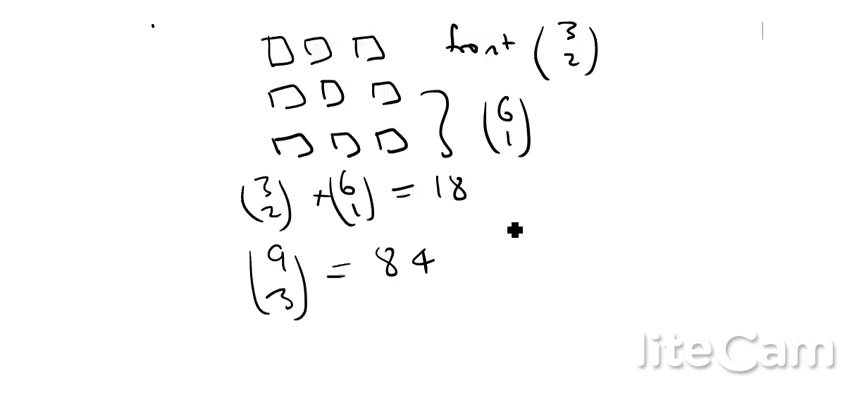 front (3 2)
(6 1)
(3 2) + (6 1) = 18
(9 3) = 84
liteCam